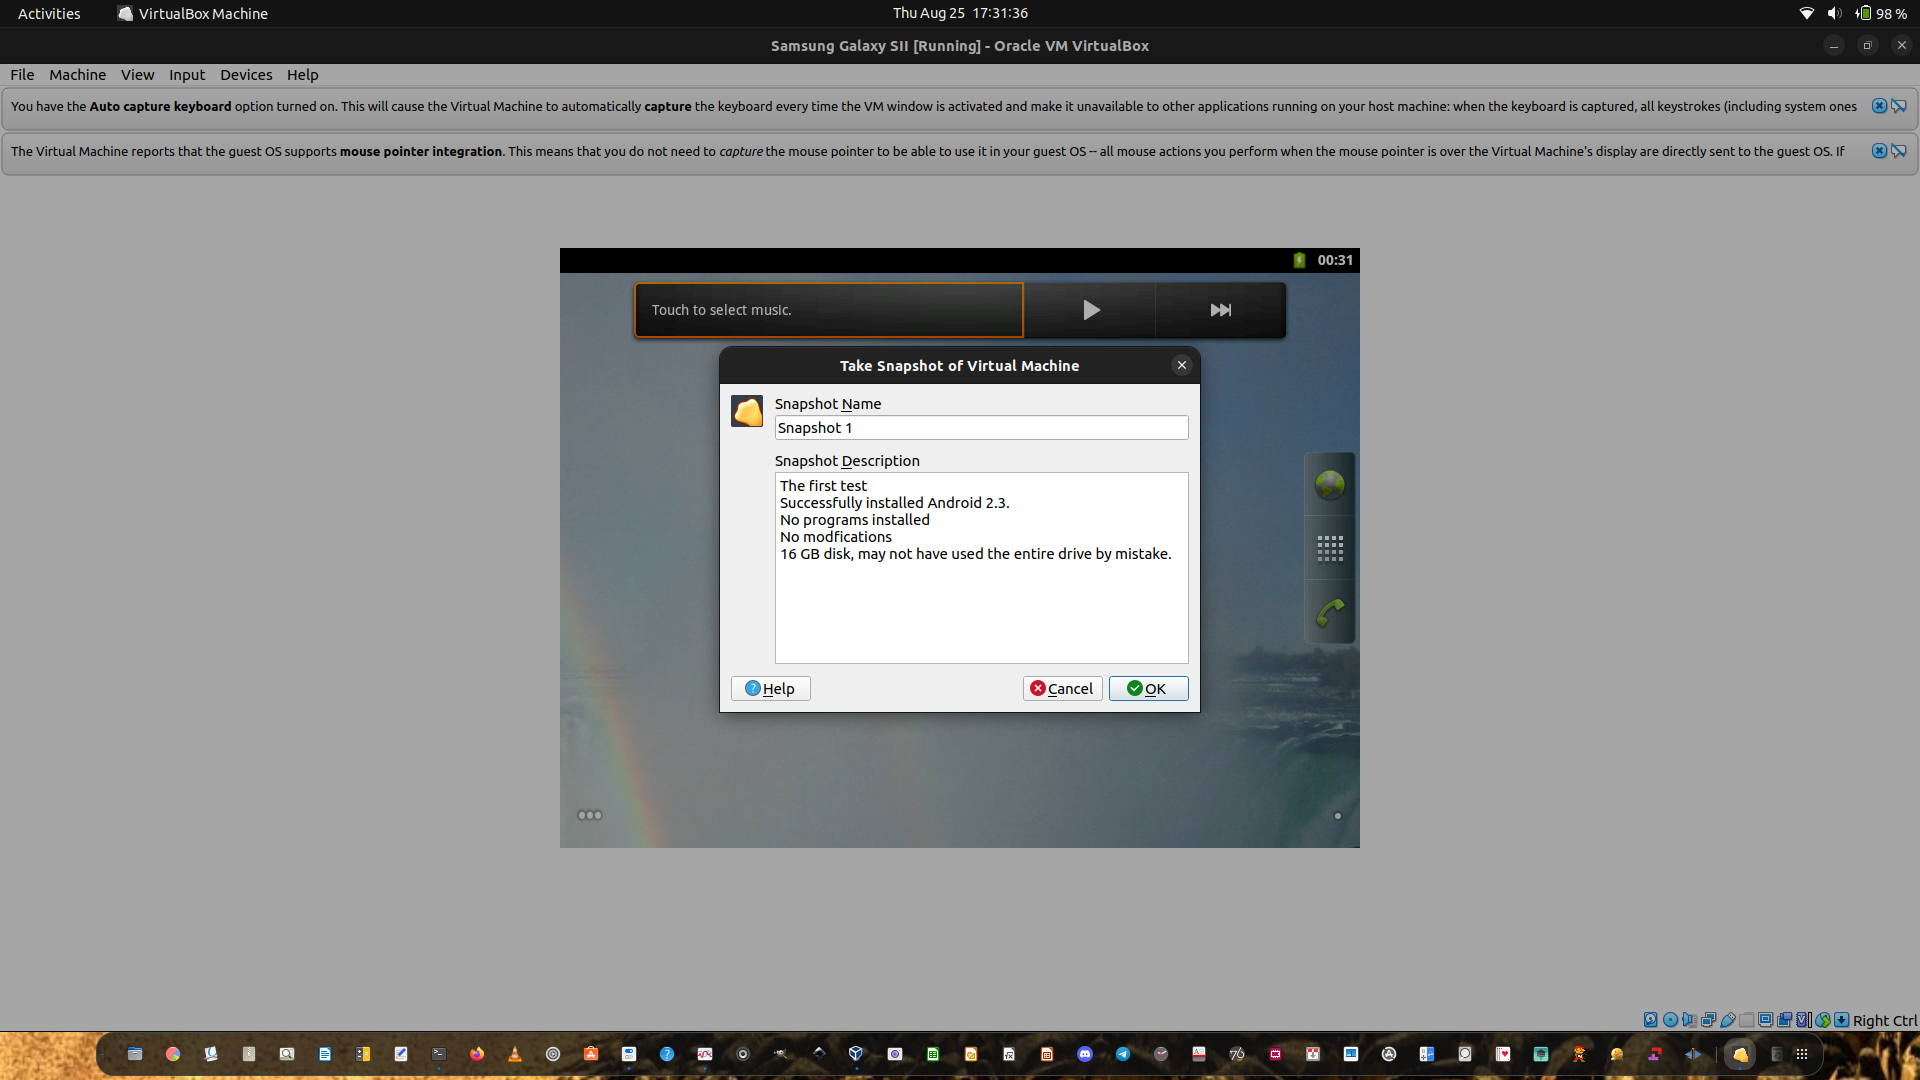 Activities
VirtualBox Machine
Thu Aug 25 17:31:36
98 %
Samsung Galaxy SII [Running] - Oracle VM VirtualBox
File Machine View Input Devices Help
You have the Auto capture keyboard option turned on. This will cause the Virtual Machine to automatically capture the keyboard every time the VM window is activated and make it unavailable to other applications running on your host machine: when the keyboard is captured, all keystrokes (including system ones
The Virtual Machine reports that the guest OS supports mouse pointer integration. This means that you do not need to capture the mouse pointer to be able to use it in your guest OS -- all mouse actions you perform when the mouse pointer is over the Virtual Machine's display are directly sent to the guest OS. If
00:31
Touch to select music.
Take Snapshot of Virtual Machine
Snapshot Name
Snapshot 1
Snapshot Description
The first test
Successfully installed Android 2.3.
No programs installed
No modfications
16 GB disk, may not have used the entire drive by mistake.
Help
Cancel
OK
Right Ctrl